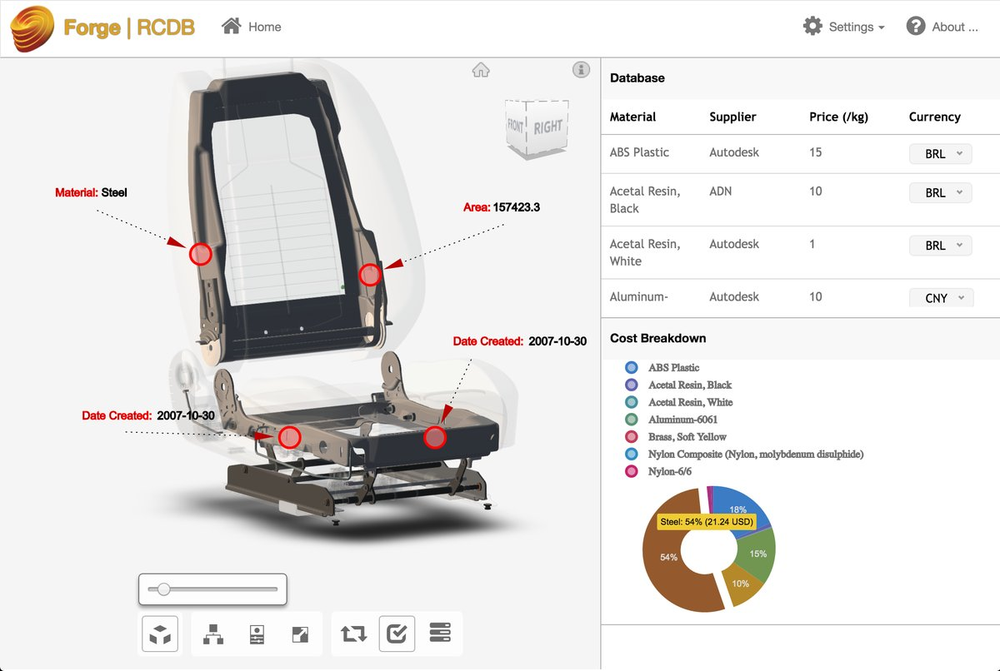 Forge | RCDB
Home
Settings
About ...
FRONT
RIGHT
Material: Steel
Area: 157423.3
Date Created: 2007-10-30
Date Created: 2007-10-30
Database
Material Supplier Price (/kg) Currency
ABS Plastic Autodesk 15 BRL
Acetal Resin, ADN 10 BRL
Black
Acetal Resin, Autodesk 1 BRL
White
Aluminum- Autodesk 10 CNY
Cost Breakdown
ABS Plastic
Acetal Resin, Black
Acetal Resin, White
Aluminum-6061
Brass, Soft Yellow
Nylon Composite (Nylon, molybdenum disulphide)
Nylon-6/6
18%
Steel: 54% (21.24 USD)
54%
15%
10%